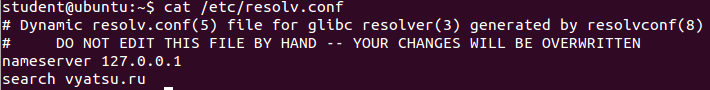 student@ubuntu:~$ cat /etc/resolv.conf
# Dynamic resolv.conf(5) file for glibc resolver(3) generated by resolvconf(8)
#     DO NOT EDIT THIS FILE BY HAND -- YOUR CHANGES WILL BE OVERWRITTEN
nameserver 127.0.0.1
search vyatsu.ru